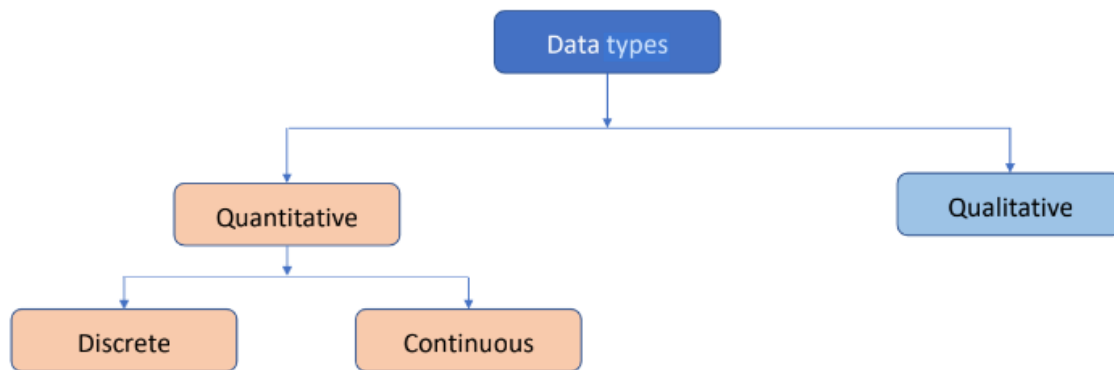 Data types
Quantitative
Qualitative
Discrete
Continuous